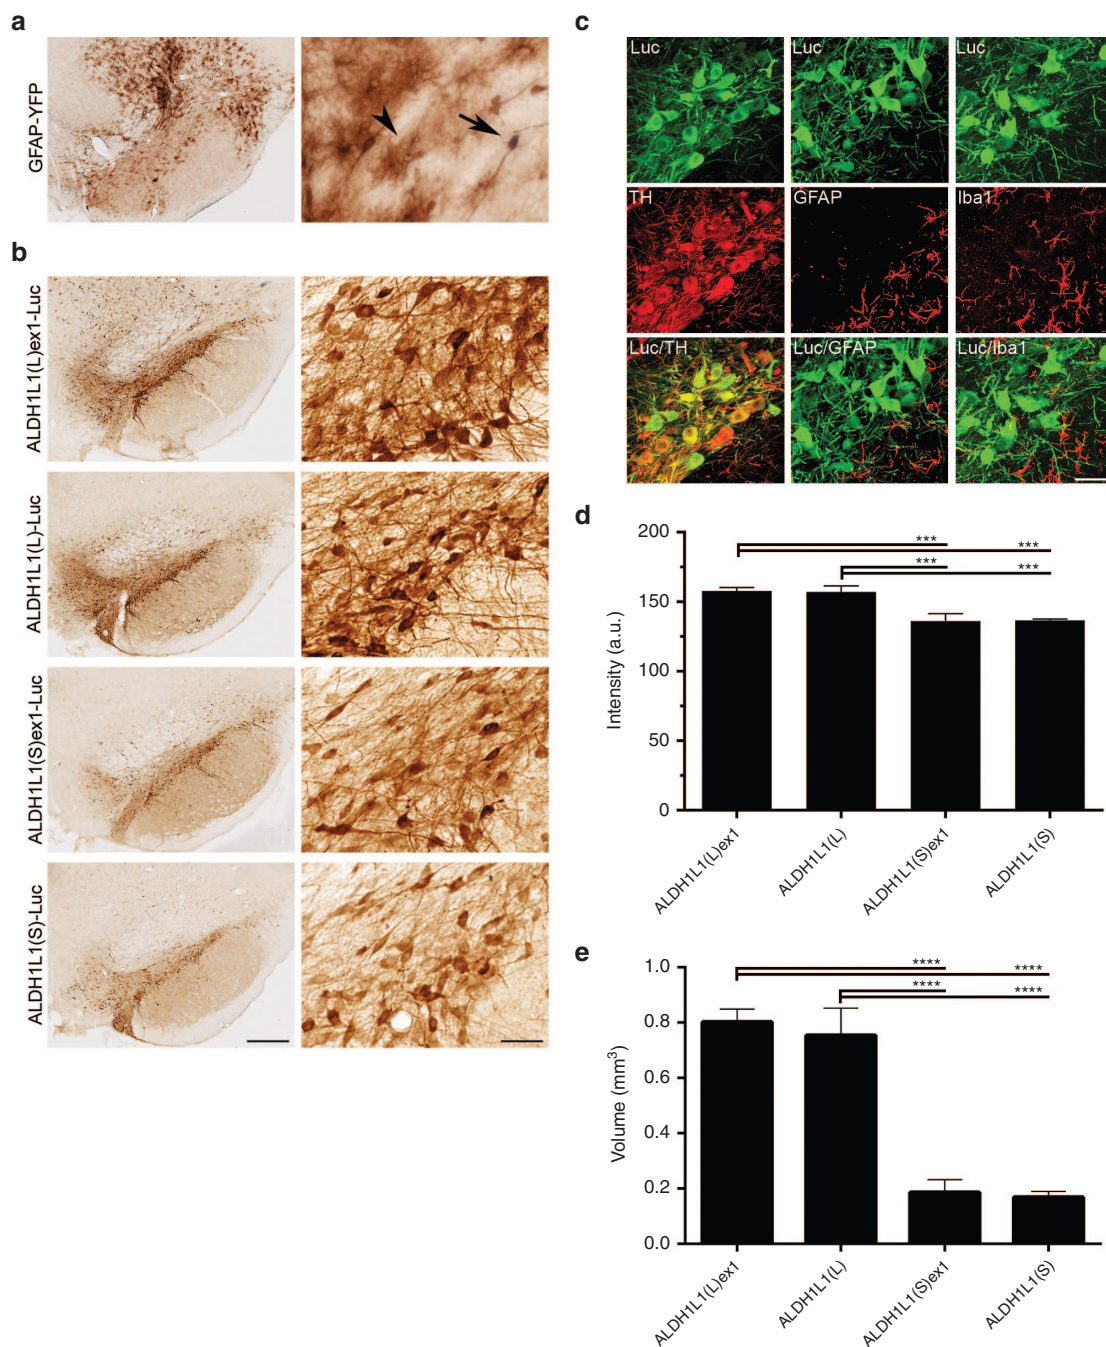 a
GFAP-YFP
b
ALDH1L1(L)ex1-Luc
ALDH1L1(L)-Luc
ALDH1L1(S)ex1-Luc
ALDH1L1(S)-Luc
c
Luc
Luc
Luc
TH
GFAP
Iba1
Luc/TH
Luc/GFAP
Luc/Iba1
d
Intensity (a.u.)
200
150
100
50
0
***
***
***
***
ALDH1L1(L)ex1
ALDH1L1(L)
ALDH1L1(S)ex1
ALDH1L1(S)
e
Volume (mm³)
1.0
0.8
0.6
0.4
0.2
0.0
****
****
****
****
ALDH1L1(L)ex1
ALDH1L1(L)
ALDH1L1(S)ex1
ALDH1L1(S)